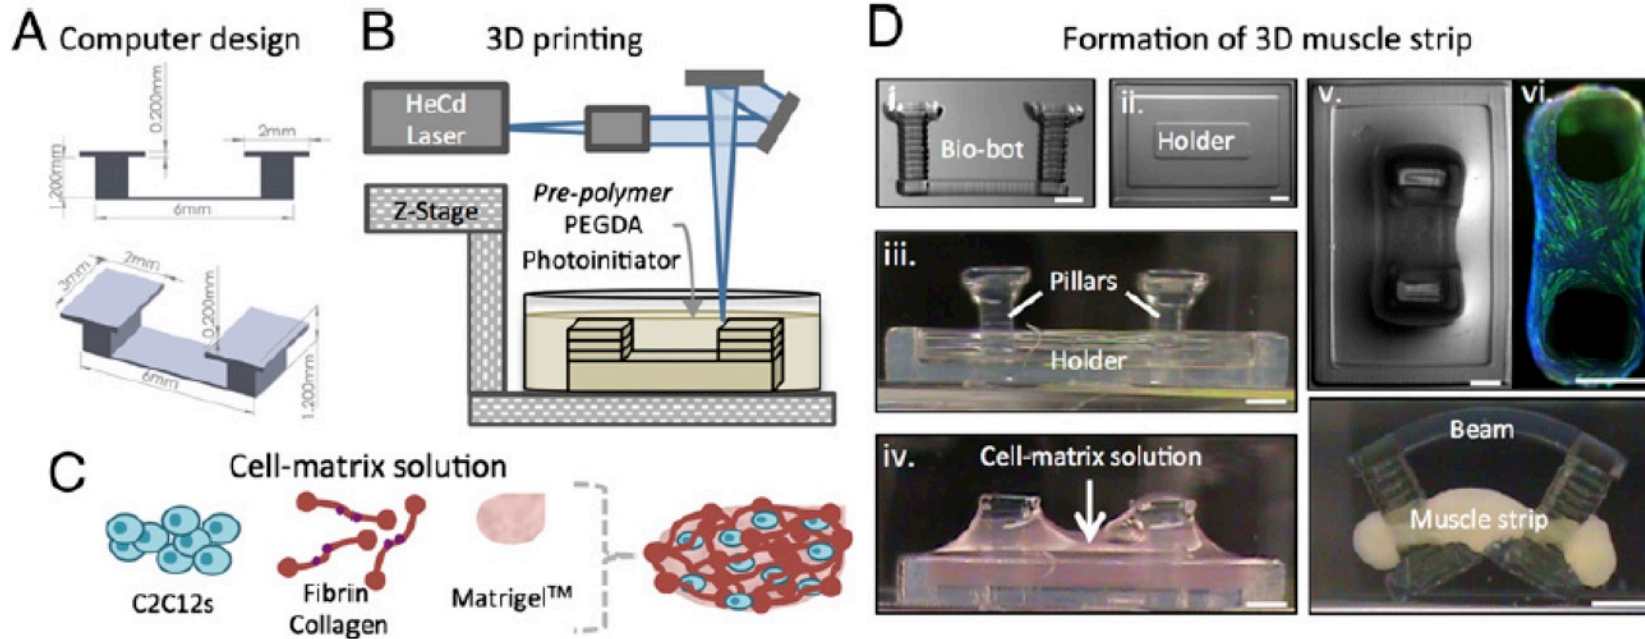 A Computer design
0.200mm
2mm
1.200mm
6mm
3mm
2mm
0.200mm
6mm
1.200mm
B 3D printing
HeCd
Laser
Z-Stage
Pre-polymer
PEGDA
Photoinitiator
C Cell-matrix solution
C2C12s
Fibrin
Collagen
Matrigel™
D Formation of 3D muscle strip
i.
Bio-bot
ii.
Holder
iii.
Pillars
Holder
iv.
Cell-matrix solution
v.
vi.
Beam
Muscle strip